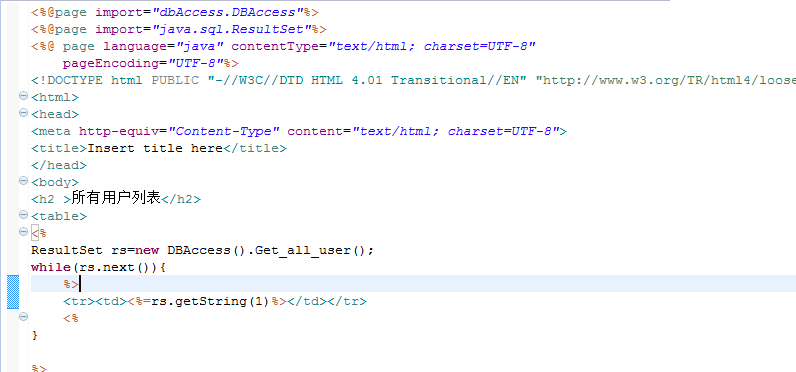 <%@page import="dbAccess.DBAccess"%>
<%@page import="java.sql.ResultSet"%>
<%@ page language="java" contentType="text/html; charset=UTF-8"
    pageEncoding="UTF-8"%>
<!DOCTYPE html PUBLIC "-//W3C//DTD HTML 4.01 Transitional//EN" "http://www.w3.org/TR/html4/loose
<html>
<head>
<meta http-equiv="Content-Type" content="text/html; charset=UTF-8">
<title>Insert title here</title>
</head>
<body>
<h2 >所有用户列表</h2>
<table>
<%
ResultSet rs=new DBAccess().Get_all_user();
while(rs.next()){
    %>
    <tr><td><%=rs.getString(1)%></td></tr>
    <%
}
%>